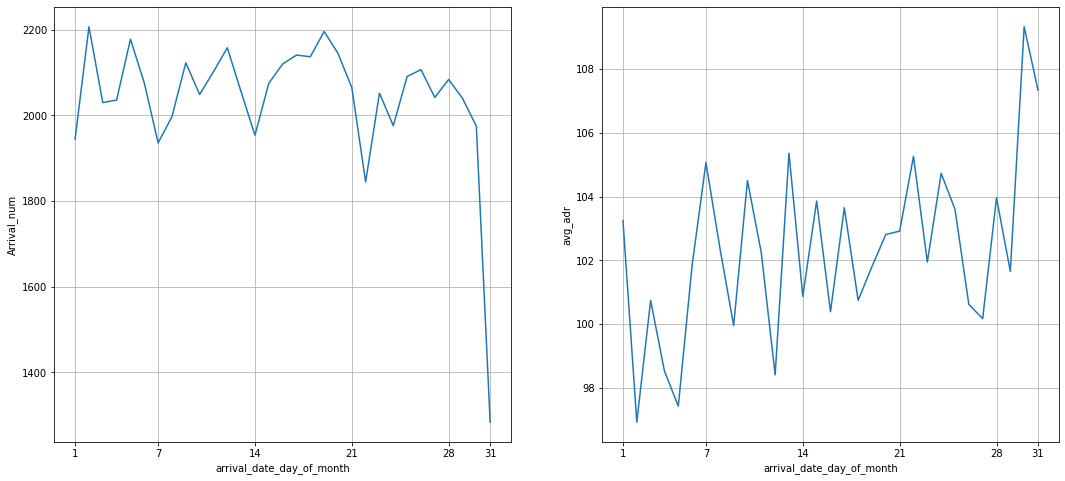 Arrival_num
2200
2000
1800
1600
1400
1 7 14 21 28 31
arrival_date_day_of_month
avg_adr
108
106
104
102
100
98
1 7 14 21 28 31
arrival_date_day_of_month